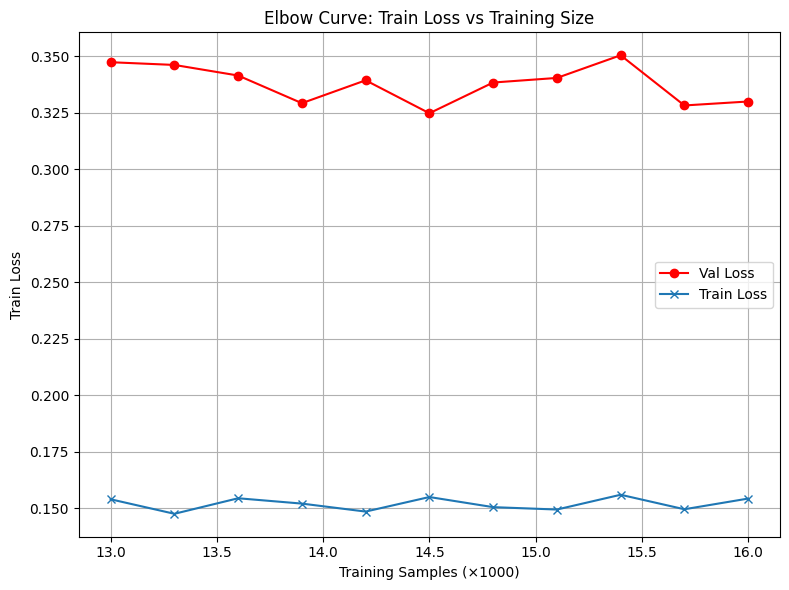 Elbow Curve: Train Loss vs Training Size
0.350
0.325
0.300
0.275
0.250
0.225
0.200
0.175
0.150
Train Loss
Val Loss
Train Loss
13.0 13.5 14.0 14.5 15.0 15.5 16.0
Training Samples (×1000)